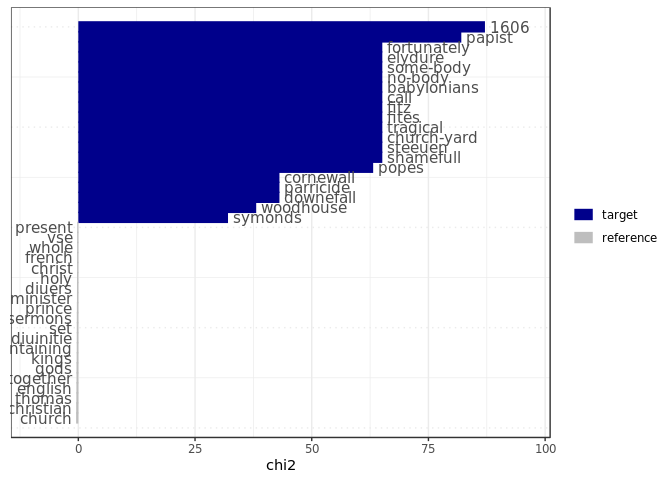 1606
papist
fortunately
elydure
some-body
no-body
babylonians
call
fitz
fites
tragical
church-yard
steeuen
shamefull
popes
cornewall
parricide
downefall
woodhouse
symonds
present
vse
whole
french
christ
holy
diuers
minister
prince
sermons
set
diuinitie
ntaining
kings
gods
together
english
thomas
christian
church
0 25 50 75 100
chi2
target
reference